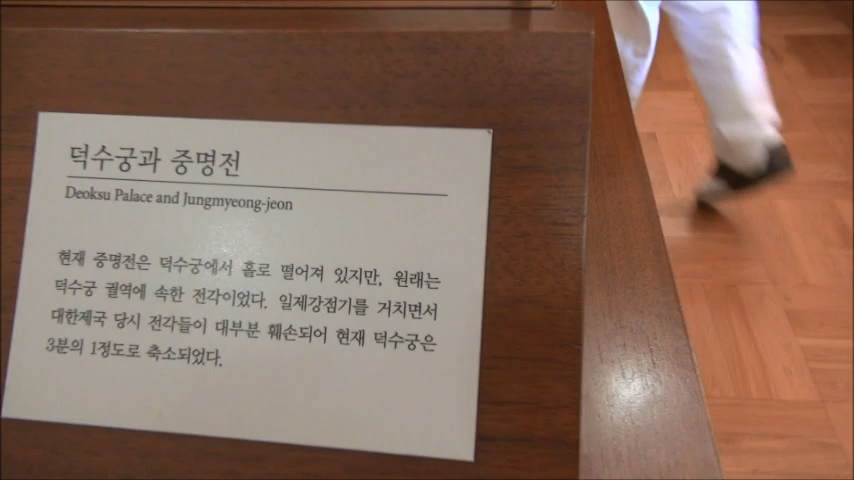 덕수궁과 중명전
Deoksu Palace and Jungmyeong-jeon
현재 중명전은 덕수궁에서 홀로 떨어져 있지만, 원래는
덕수궁 궐역에 속한 전각이었다. 일제강점기를 거치면서
대한제국 당시 전각들이 대부분 훼손되어 현재 덕수궁은
3분의 1정도로 축소되었다.